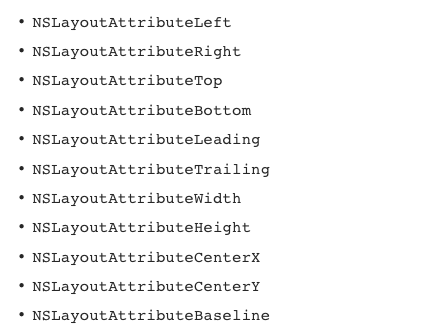 • NSLayoutAttributeLeft
• NSLayoutAttributeRight
• NSLayoutAttributeTop
• NSLayoutAttributeBottom
• NSLayoutAttributeLeading
• NSLayoutAttributeTrailing
• NSLayoutAttributeWidth
• NSLayoutAttributeHeight
• NSLayoutAttributeCenterX
• NSLayoutAttributeCenterY
• NSLayoutAttributeBaseline